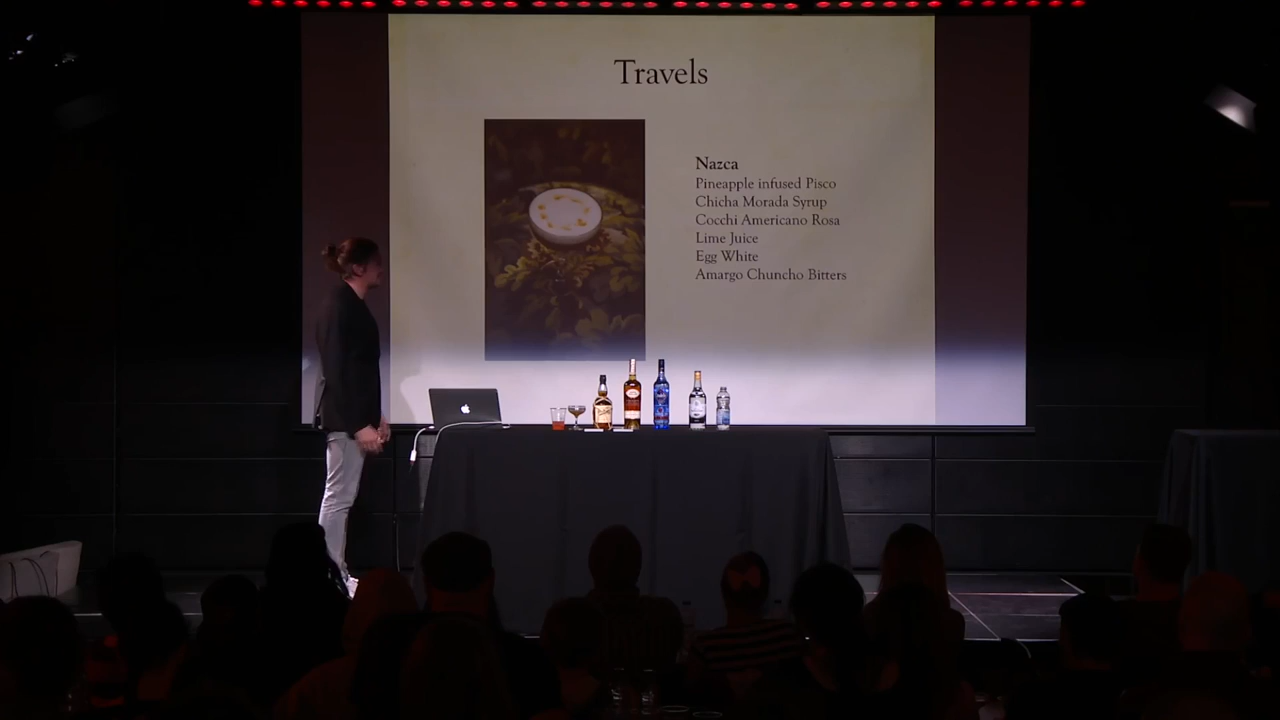 Travels
Nazca
Pineapple infused Pisco
Chicha Morada Syrup
Cocchi Americano Rosa
Lime Juice
Egg White
Amargo Chuncho Bitters